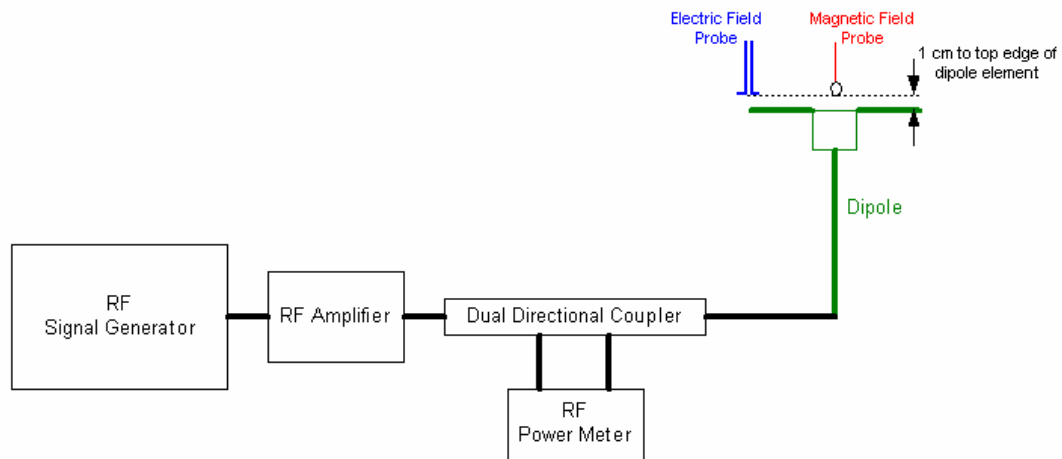 Electric Field
Probe
Magnetic Field
Probe
1 cm to top edge of
dipole element
Dipole
RF
Signal Generator
RF Amplifier
Dual Directional Coupler
RF
Power Meter